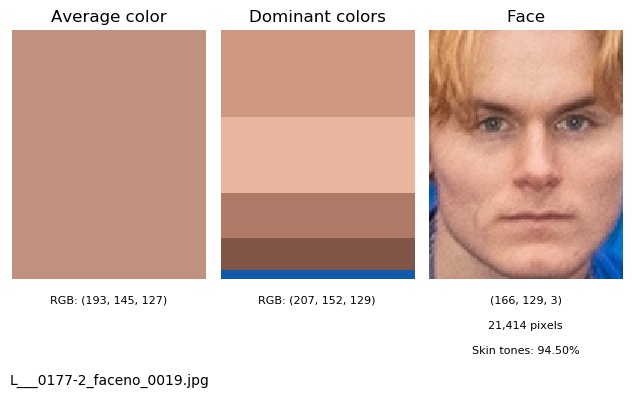 Average color
Dominant colors
Face
RGB: (193, 145, 127)
RGB: (207, 152, 129)
(166, 129, 3)
21,414 pixels
Skin tones: 94.50%
L___0177-2_faceno_0019.jpg